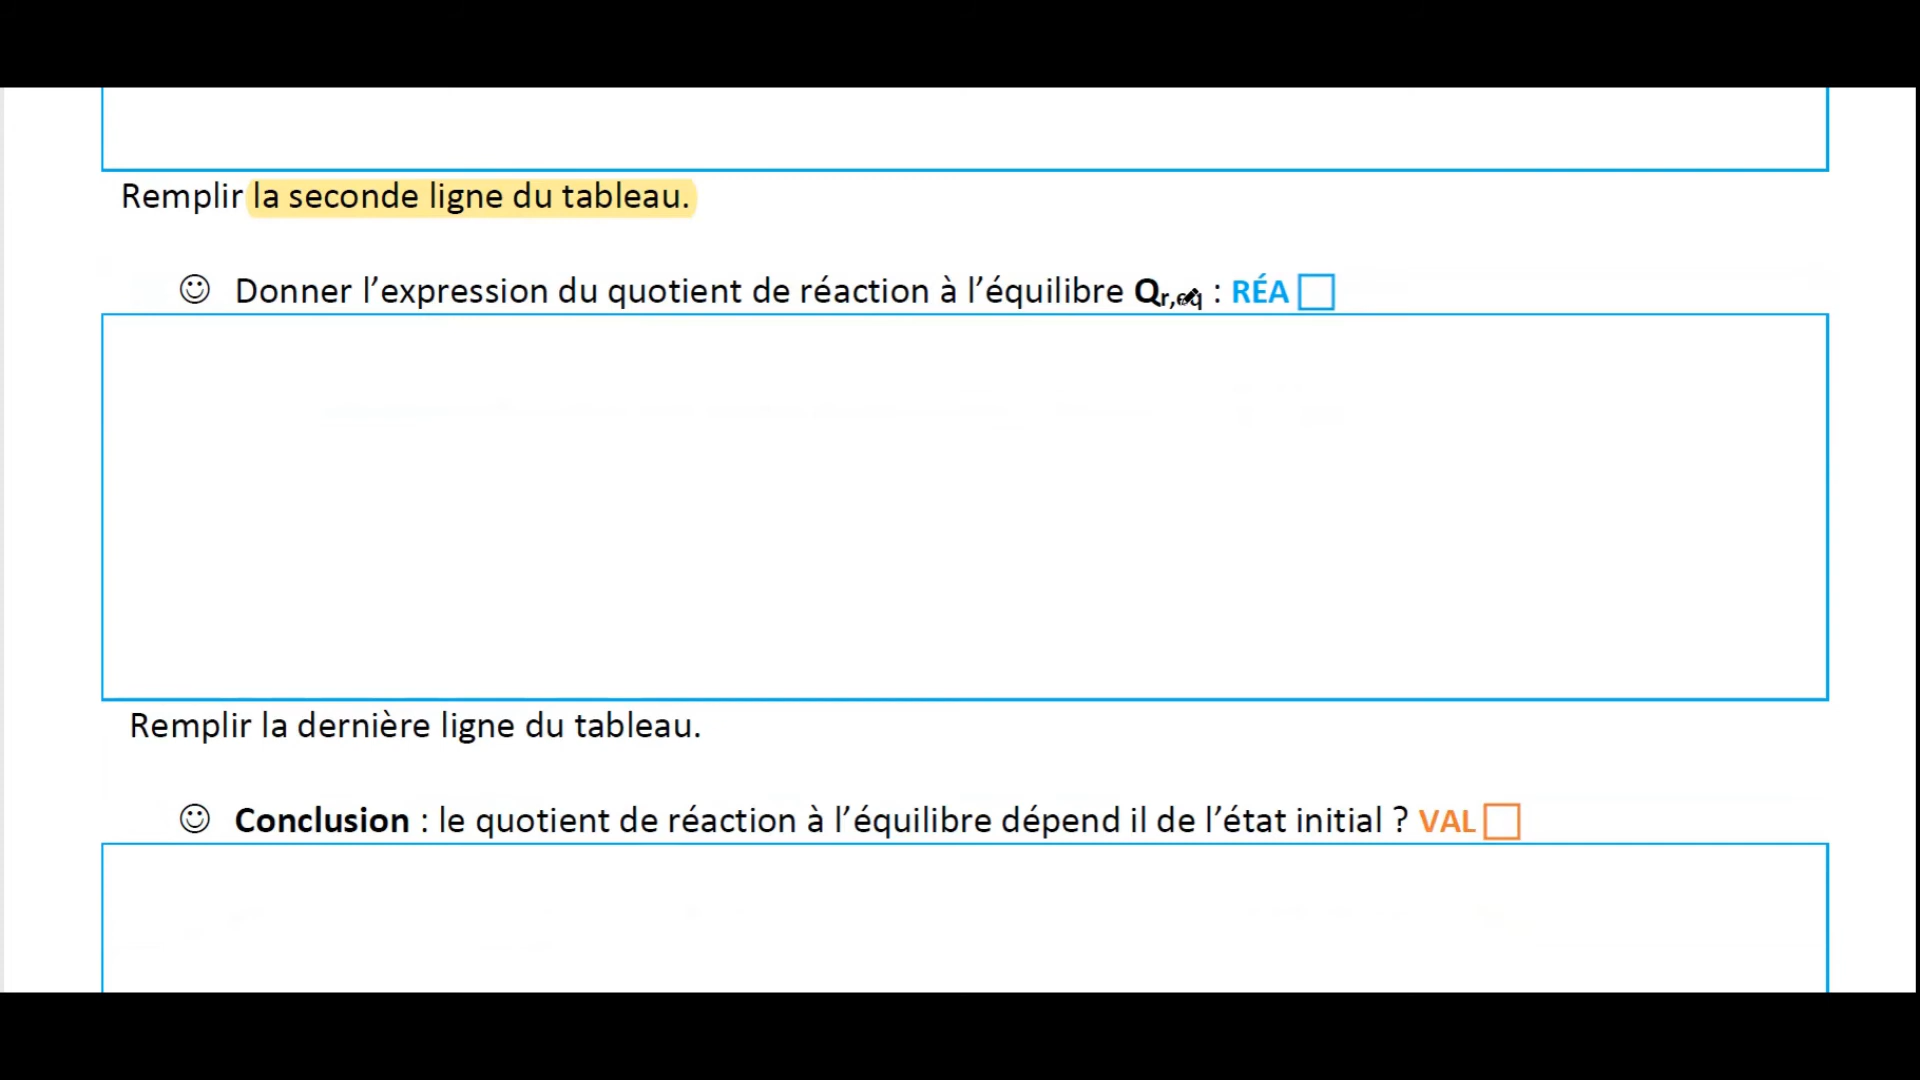 Remplir la seconde ligne du tableau.
☺ Donner l’expression du quotient de réaction à l’équilibre Qr,eq : RÉA ☐
Remplir la dernière ligne du tableau.
☺ Conclusion : le quotient de réaction à l’équilibre dépend il de l’état initial ? VAL ☐